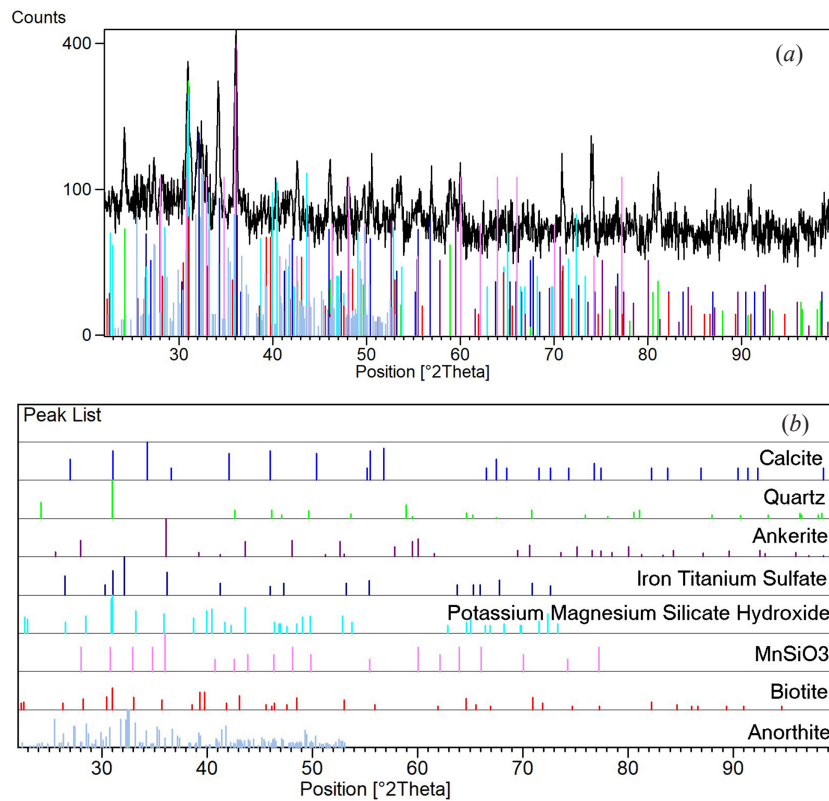 Counts
(a)
400
100
0
30 40 50 60 70 80 90
Position [°2Theta]
Peak List
(b)
Calcite
Quartz
Ankerite
Iron Titanium Sulfate
Potassium Magnesium Silicate Hydroxide
MnSiO3
Biotite
Anorthite
30 40 50 60 70 80 90
Position [°2Theta]